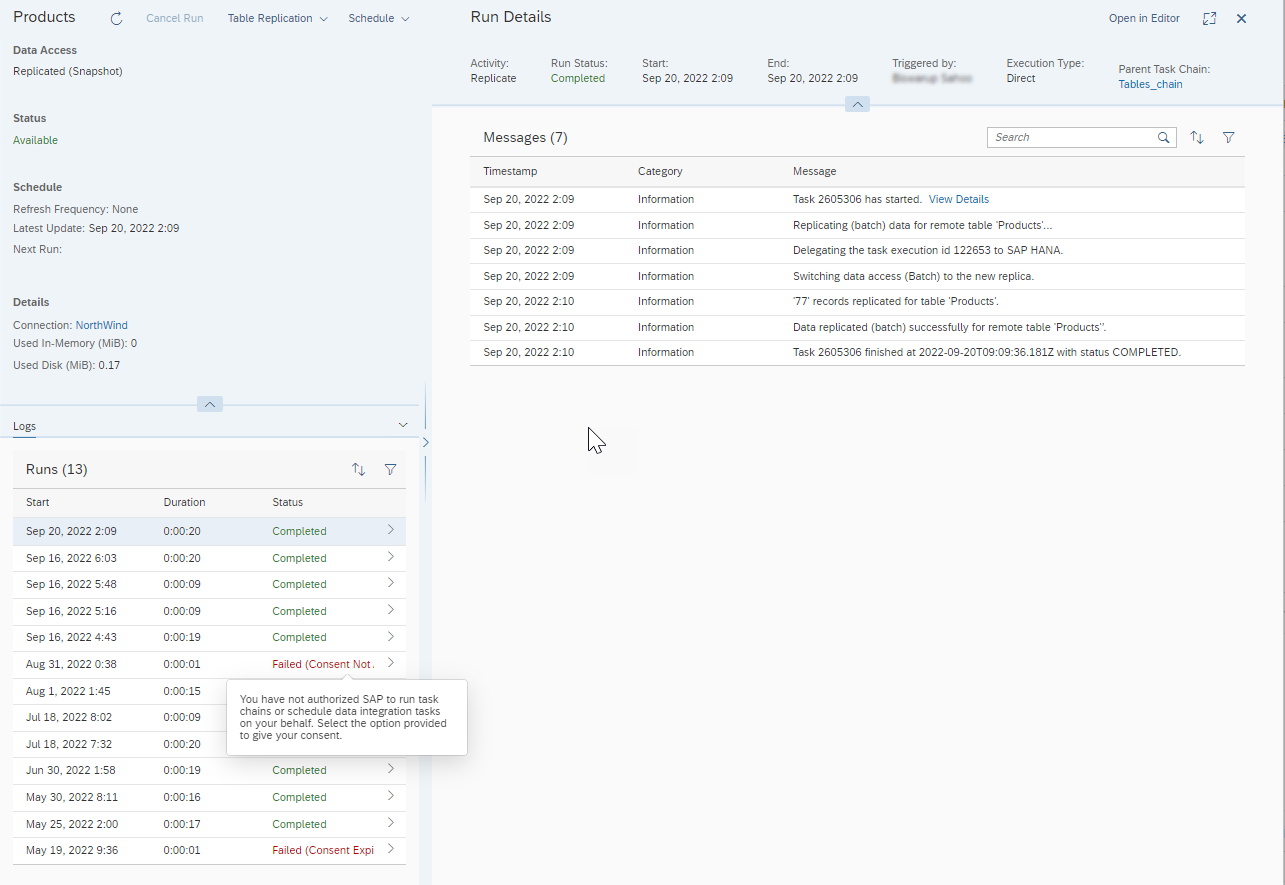 Products
Cancel Run
Table Replication
Schedule
Data Access
Replicated (Snapshot)
Status
Available
Schedule
Refresh Frequency: None
Latest Update: Sep 20, 2022 2:09
Next Run:
Details
Connection: NorthWind
Used In-Memory (MiB): 0
Used Disk (MiB): 0.17
Logs
Runs (13)
Start Duration Status
Sep 20, 2022 2:09 0:00:20 Completed
Sep 16, 2022 6:03 0:00:20 Completed
Sep 16, 2022 5:48 0:00:09 Completed
Sep 16, 2022 5:16 0:00:09 Completed
Sep 16, 2022 4:43 0:00:19 Completed
Aug 31, 2022 0:38 0:00:01 Failed (Consent Not .
Aug 1, 2022 1:45 0:00:15
Jul 18, 2022 8:02 0:00:09
Jul 18, 2022 7:32 0:00:20
You have not authorized SAP to run task
chains or schedule data integration tasks
on your behalf. Select the option provided
to give your consent.
Jun 30, 2022 1:58 0:00:19 Completed
May 30, 2022 8:11 0:00:16 Completed
May 25, 2022 2:00 0:00:17 Completed
May 19, 2022 9:36 0:00:01 Failed (Consent Expi
Run Details
Open in Editor
Activity: Run Status: Start: End: Triggered by: Execution Type: Parent Task Chain:
Replicate Completed Sep 20, 2022 2:09 Sep 20, 2022 2:09 Direct Tables_chain
Messages (7)
Search
Timestamp Category Message
Sep 20, 2022 2:09 Information Task 2605306 has started. View Details
Sep 20, 2022 2:09 Information Replicating (batch) data for remote table 'Products'...
Sep 20, 2022 2:09 Information Delegating the task execution id 122653 to SAP HANA.
Sep 20, 2022 2:09 Information Switching data access (Batch) to the new replica.
Sep 20, 2022 2:10 Information '77' records replicated for table 'Products'.
Sep 20, 2022 2:10 Information Data replicated (batch) successfully for remote table 'Products''.
Sep 20, 2022 2:10 Information Task 2605306 finished at 2022-09-20T09:09:36.181Z with status COMPLETED.